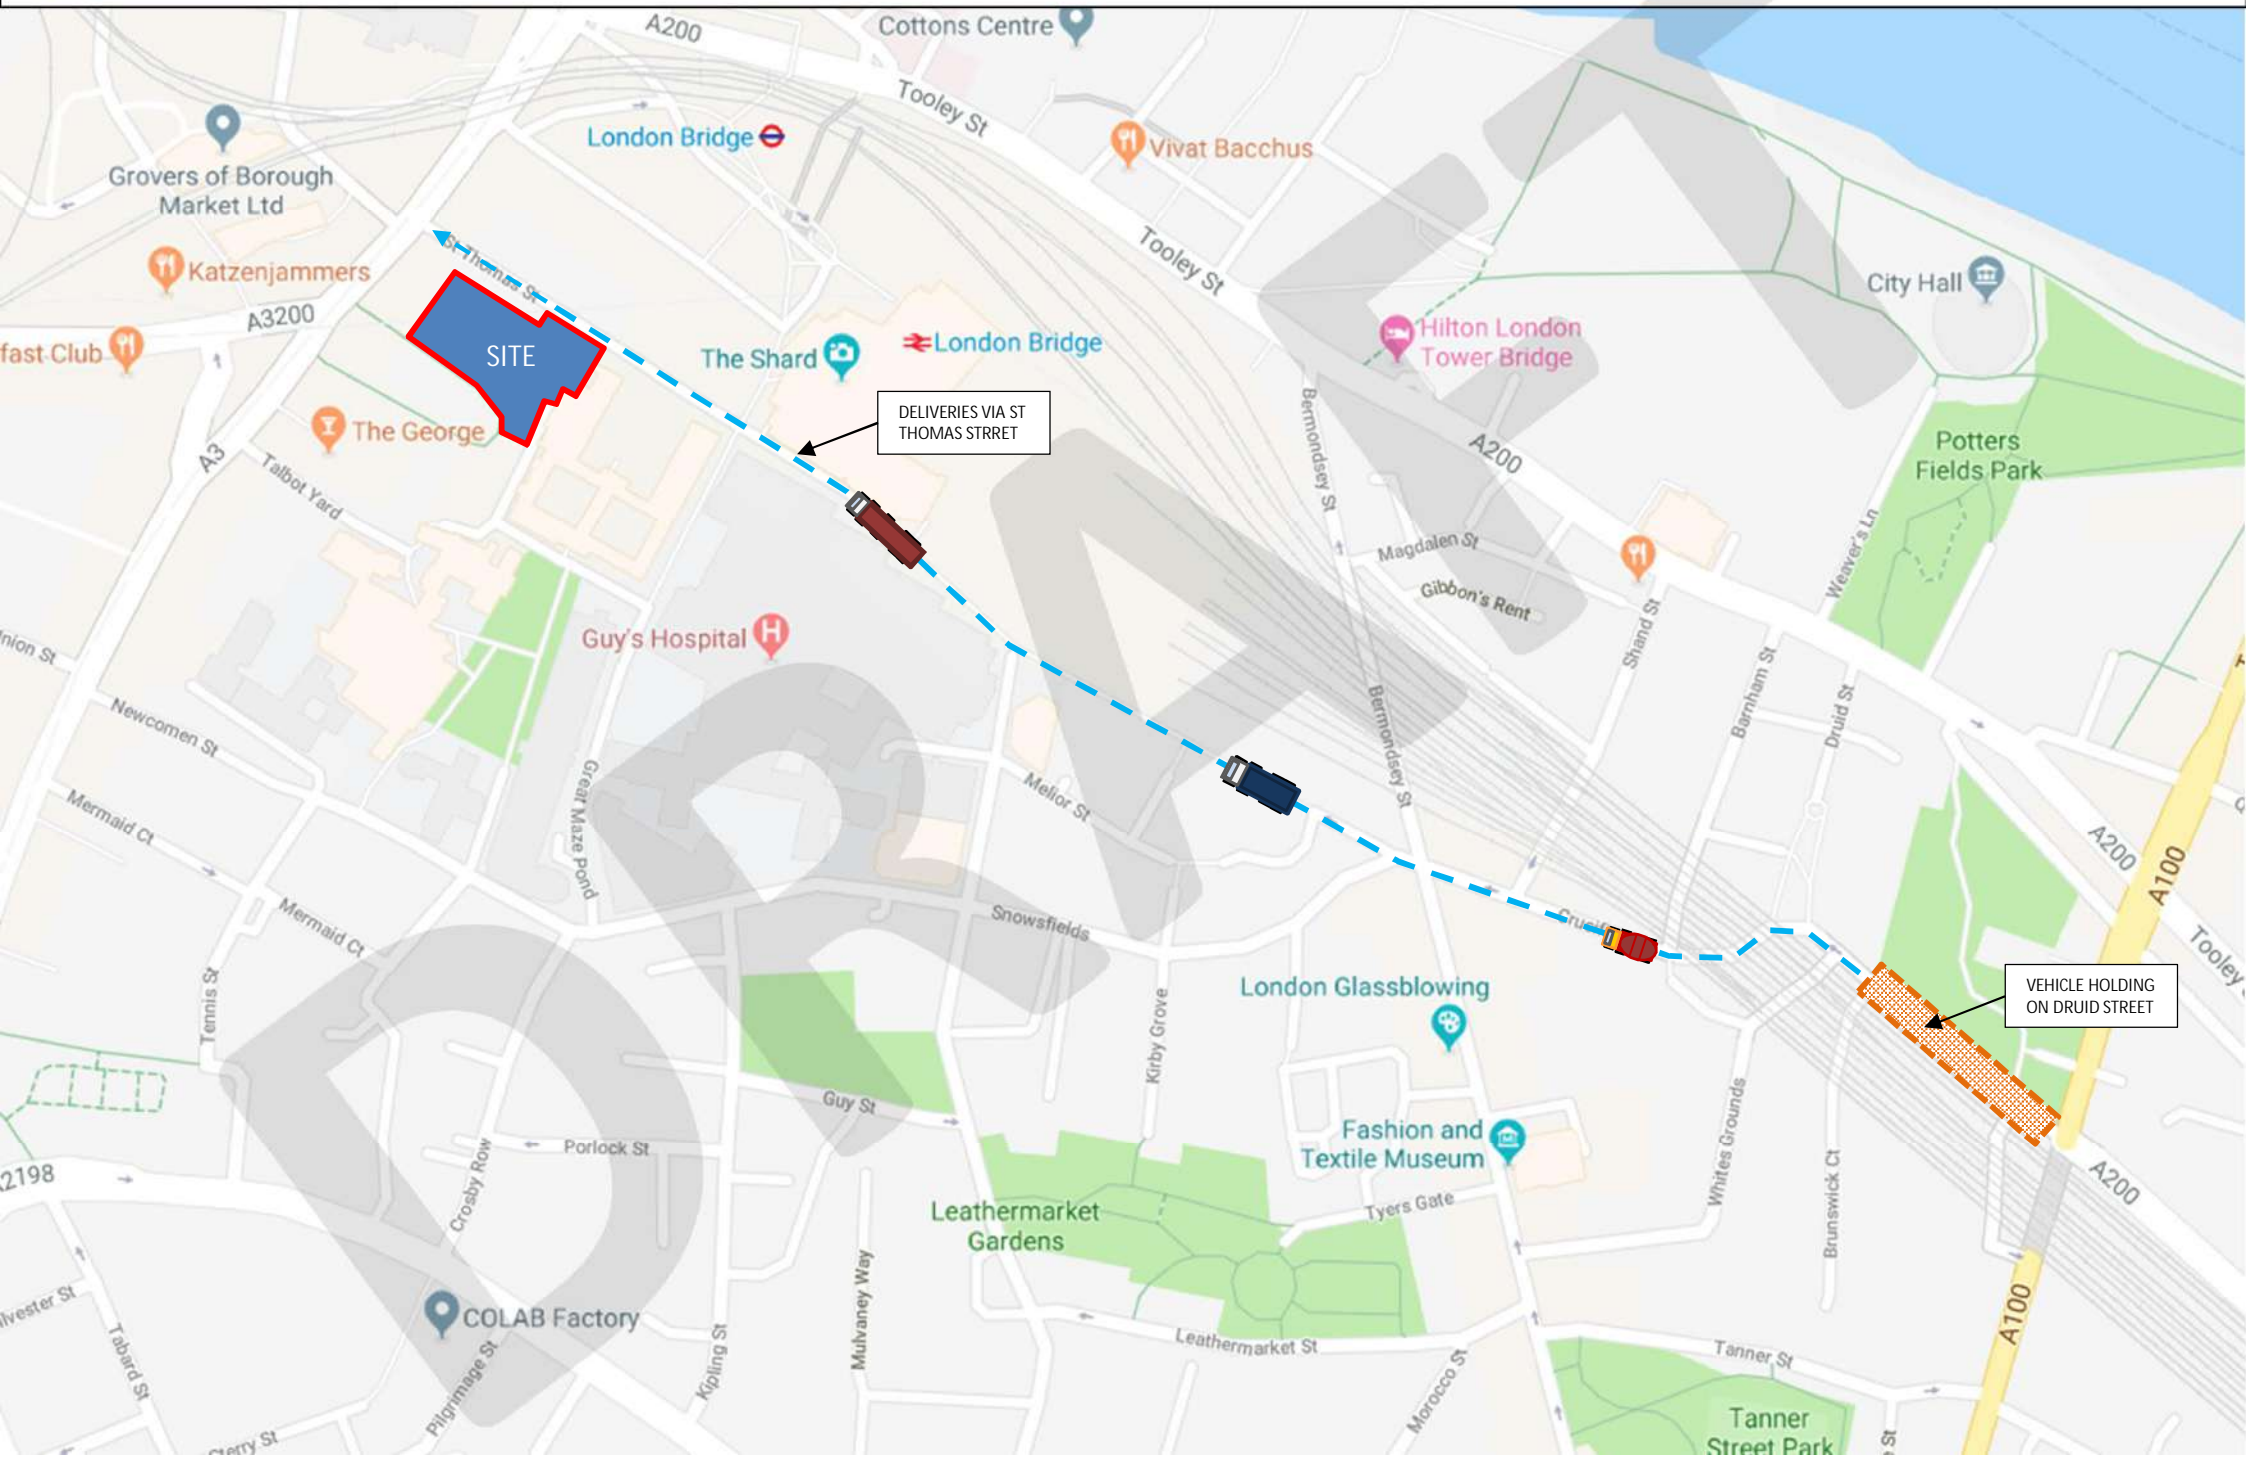 A200
Cottons Centre
Tooley St
London Bridge
Vivat Bacchus
Grovers of Borough
Market Ltd
St Thomas St
Katzenjammers
A3200
fast Club
SITE
The Shard
London Bridge
Tooley St
City Hall
Hilton London
Tower Bridge
DELIVERIES VIA ST
THOMAS STRRET
The George
A3
Talbot Yard
Bermondsey St
A200
Potters
Fields Park
Magdalen St
Gibbon's Rent
Weaver's Ln
Shand St
Guy's Hospital
Barnham St
Druid St
Newcomen St
Bermondsey St
Great Maze Pond
Melior St
Mermaid Ct
A200
A100
Mermaid Ct
Snowsfields
Tooley
London Glassblowing
VEHICLE HOLDING
ON DRUID STREET
Tennis St
Kirby Grove
Guy St
Whites Grounds
Porlock St
Fashion and
Textile Museum
Crosby Row
Brunswick Ct
A200
Leathermarket
Gardens
Tyers Gate
Mulvaney Way
COLAB Factory
A100
Tabard St
Pilgrimage St
Kipling St
Leathermarket St
Morocco St
Tanner St
Tanner
Street Park
St
DRAFT